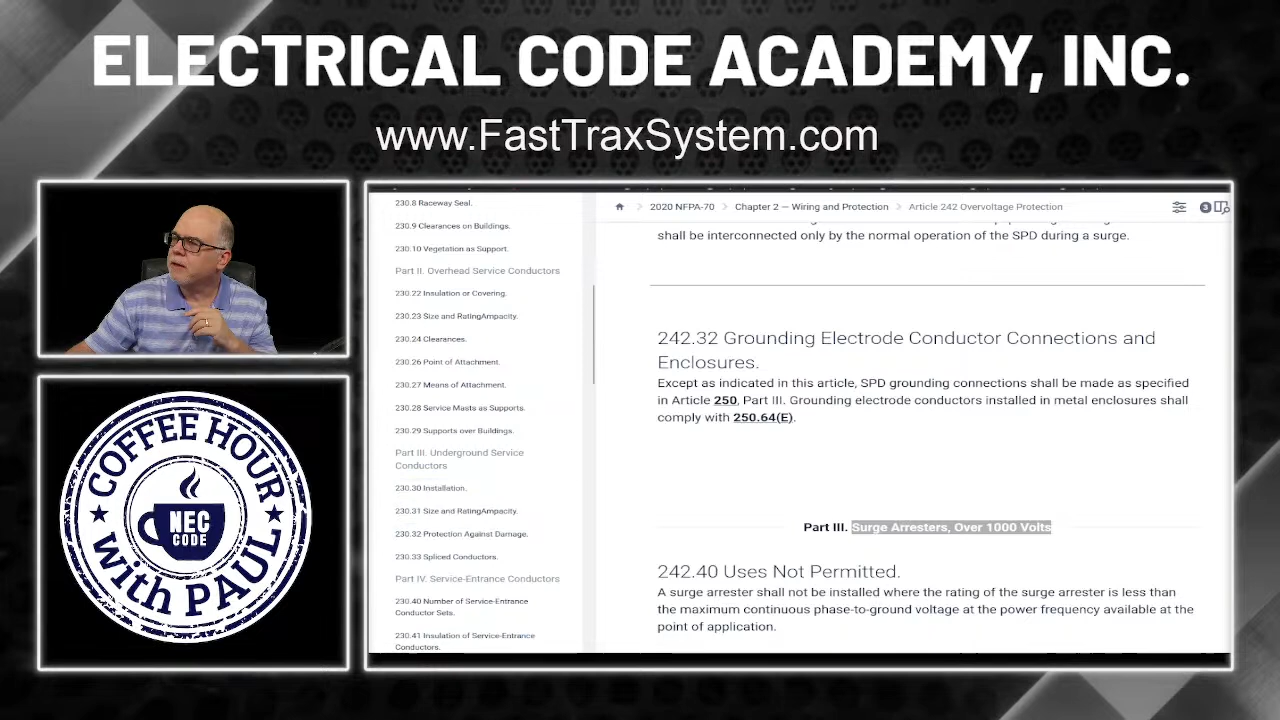 ELECTRICAL CODE ACADEMY, INC.
www.FastTraxSystem.com
COFFEE HOUR
NEC
CODE
with PAUL
230.8 Raceway Seal.
230.9 Clearances on Buildings.
230.10 Vegetation as Support.
Part II. Overhead Service Conductors
230.22 Insulation or Covering.
230.23 Size and RatingAmpacity.
230.24 Clearances.
230.26 Point of Attachment.
230.27 Means of Attachment.
230.28 Service Masts as Supports.
230.29 Supports over Buildings.
Part III. Underground Service
Conductors
230.30 Installation.
230.31 Size and RatingAmpacity.
230.32 Protection Against Damage.
230.33 Spliced Conductors.
Part IV. Service-Entrance Conductors
230.40 Number of Service-Entrance
Conductor Sets.
230.41 Insulation of Service-Entrance
Conductors.
2020 NFPA-70 > Chapter 2 — Wiring and Protection > Article 242 Overvoltage Protection
3
shall be interconnected only by the normal operation of the SPD during a surge.
242.32 Grounding Electrode Conductor Connections and
Enclosures.
Except as indicated in this article, SPD grounding connections shall be made as specified
in Article 250, Part III. Grounding electrode conductors installed in metal enclosures shall
comply with 250.64(E).
Part III. Surge Arresters, Over 1000 Volts
242.40 Uses Not Permitted.
A surge arrester shall not be installed where the rating of the surge arrester is less than
the maximum continuous phase-to-ground voltage at the power frequency available at the
point of application.